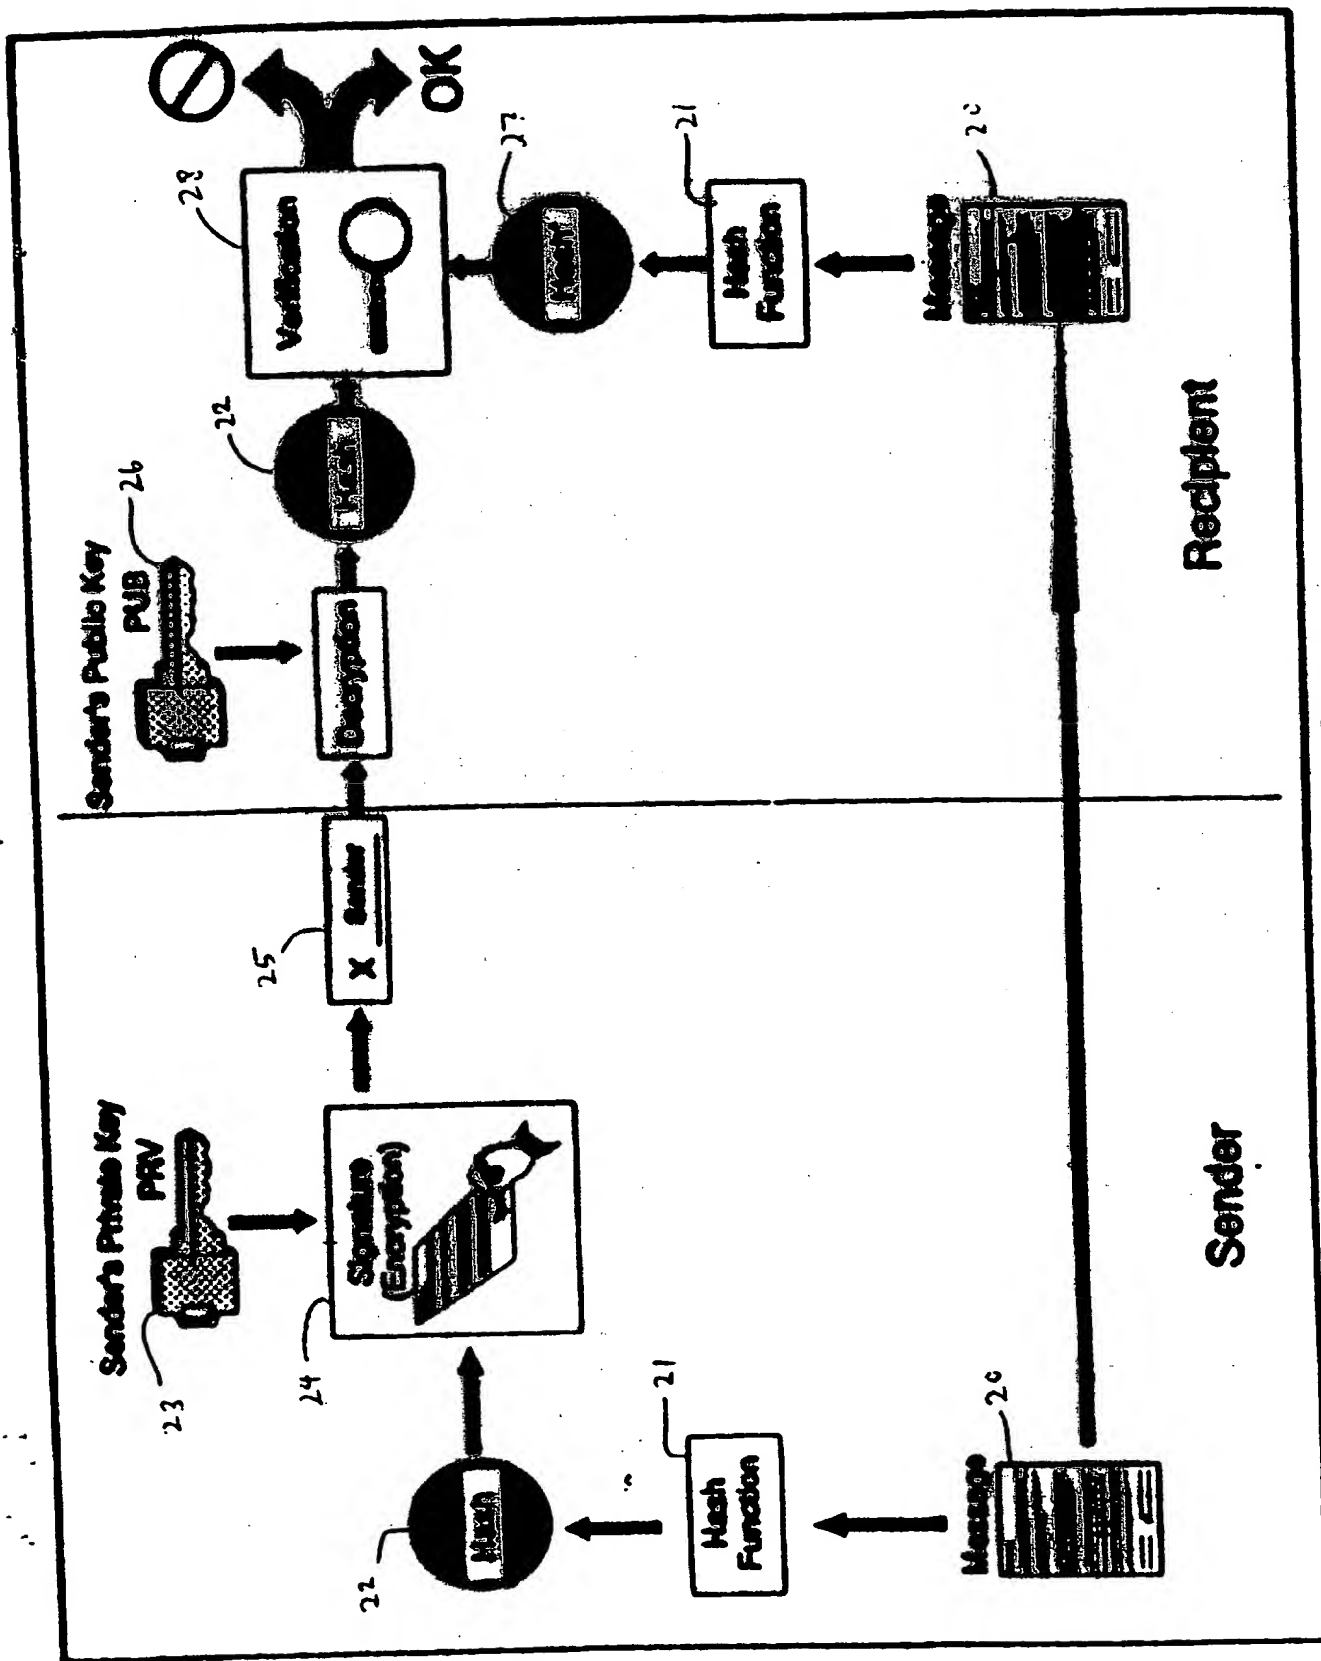 Sender's Private Key
PRV
23
Signature
(Encryption)
24
22
Hash
21
Hash
Function
Message
20
25
X Sender
Sender
Sender's Public Key
PUB
26
Decryption
22
Hash
28
Verification
OK
27
Hash'
21
Hash
Function
Message
20
Recipient